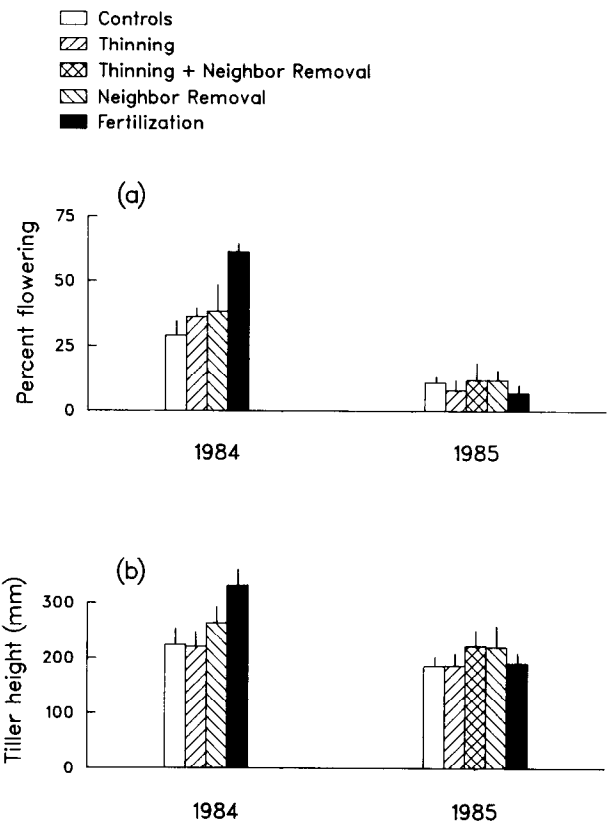 Controls
Thinning
Thinning + Neighbor Removal
Neighbor Removal
Fertilization
(a)
Percent flowering
75
50
25
0
1984 1985
(b)
Tiller height (mm)
300
200
100
0
1984 1985